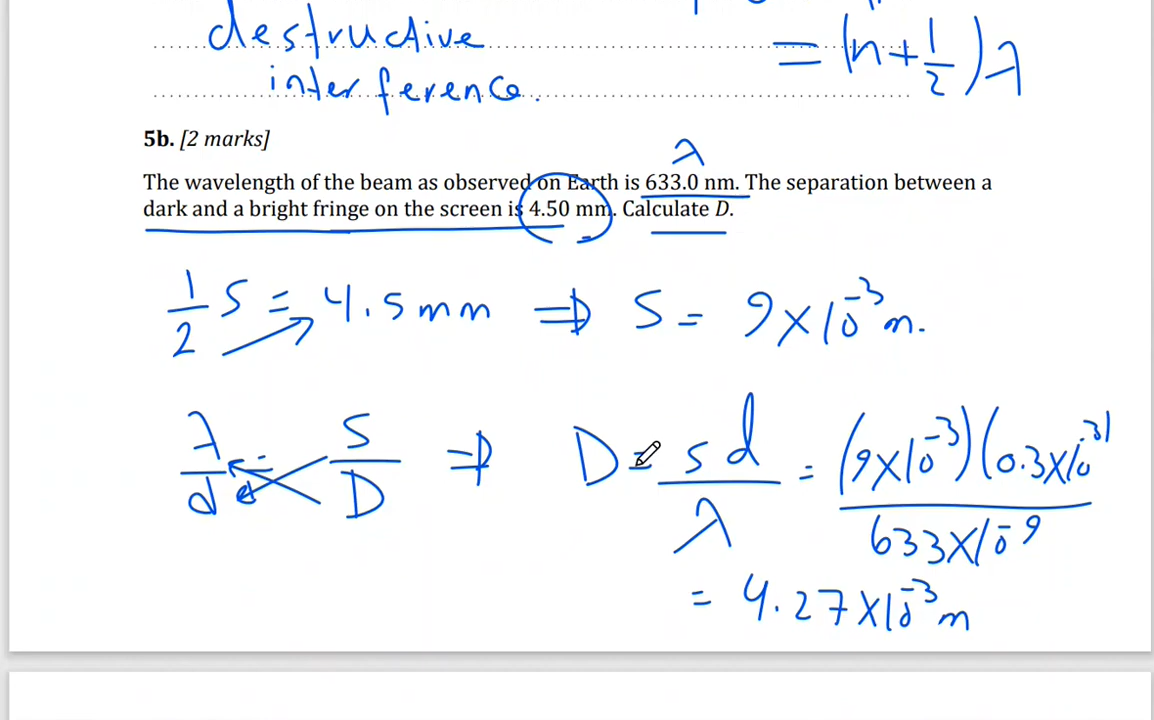 destructive
= (n+1/2)λ
interference.
5b. [2 marks]
λ
The wavelength of the beam as observed on Earth is 633.0 nm. The separation between a
dark and a bright fringe on the screen is 4.50 mm. Calculate D.
1/2 S = 4.5mm ⇒ S = 9×10⁻³ m.
λ/d = S/D ⇒ D = sd/λ = (9×10⁻³)(0.3×10⁻³)/633×10⁻⁹
= 4.27×10⁻³ m